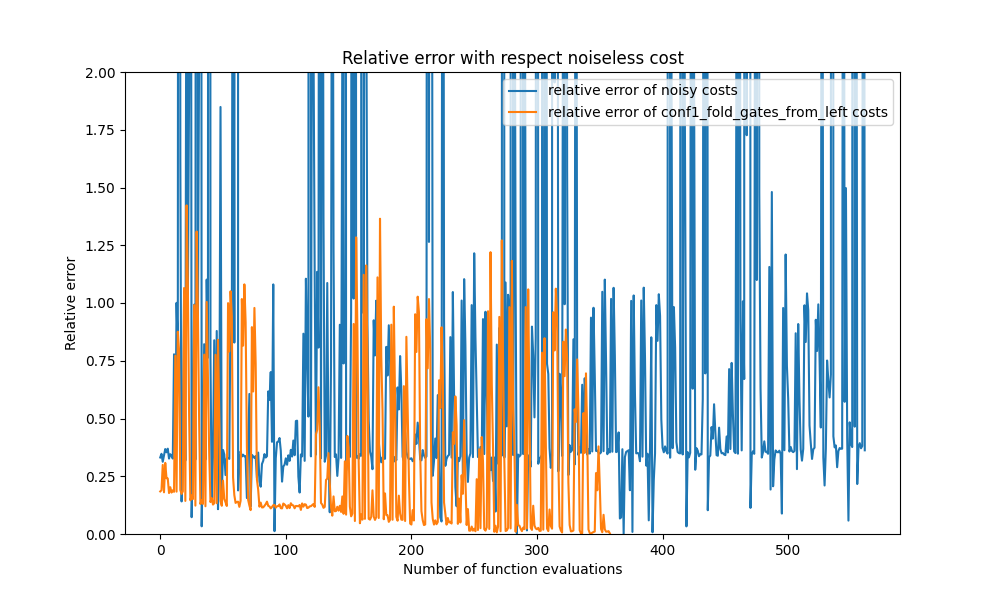 Relative error with respect noiseless cost
2.00
1.75
1.50
1.25
1.00
0.75
0.50
0.25
0.00
Relative error
relative error of noisy costs
relative error of conf1_fold_gates_from_left costs
0 100 200 300 400 500
Number of function evaluations